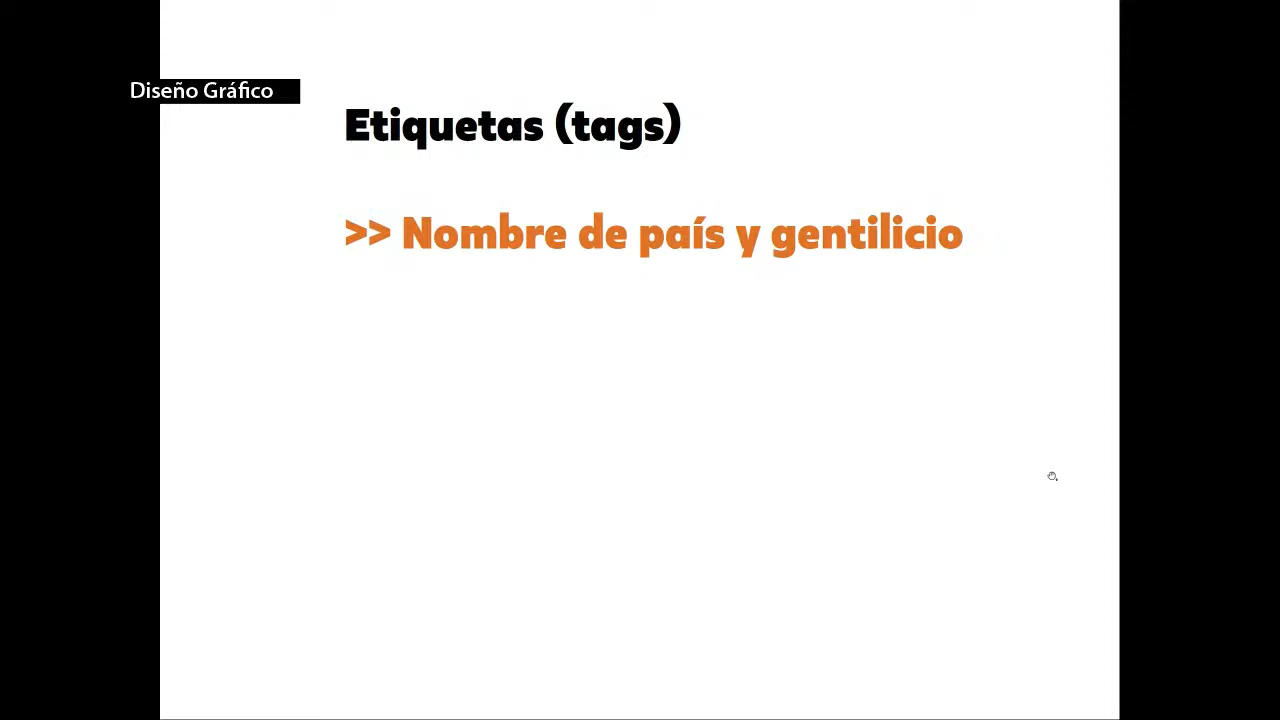 Diseño Gráfico
Etiquetas (tags)
>> Nombre de país y gentilicio